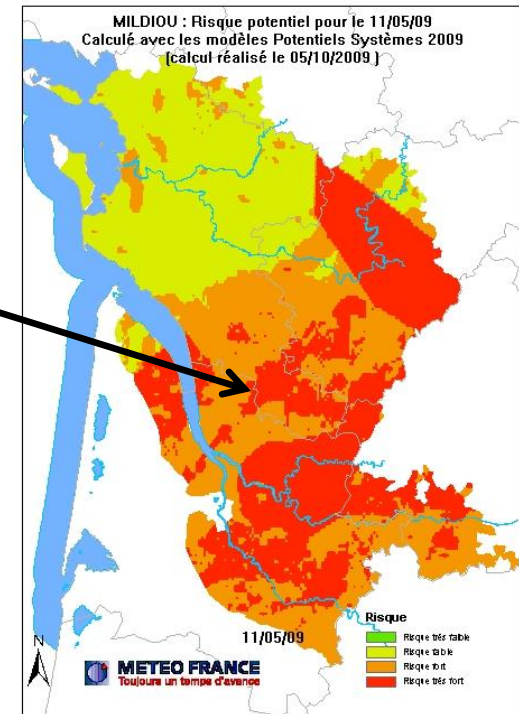 MILDIOU : Risque potentiel pour le 11/05/09
Calculé avec les modèles Potentiels Systèmes 2009
(calcul réalisé le 05/10/2009 )
11/05/09
Risque
Risque très faible
Risque faible
Risque fort
Risque très fort
N
METEO FRANCE
Toujours un temps d'avance